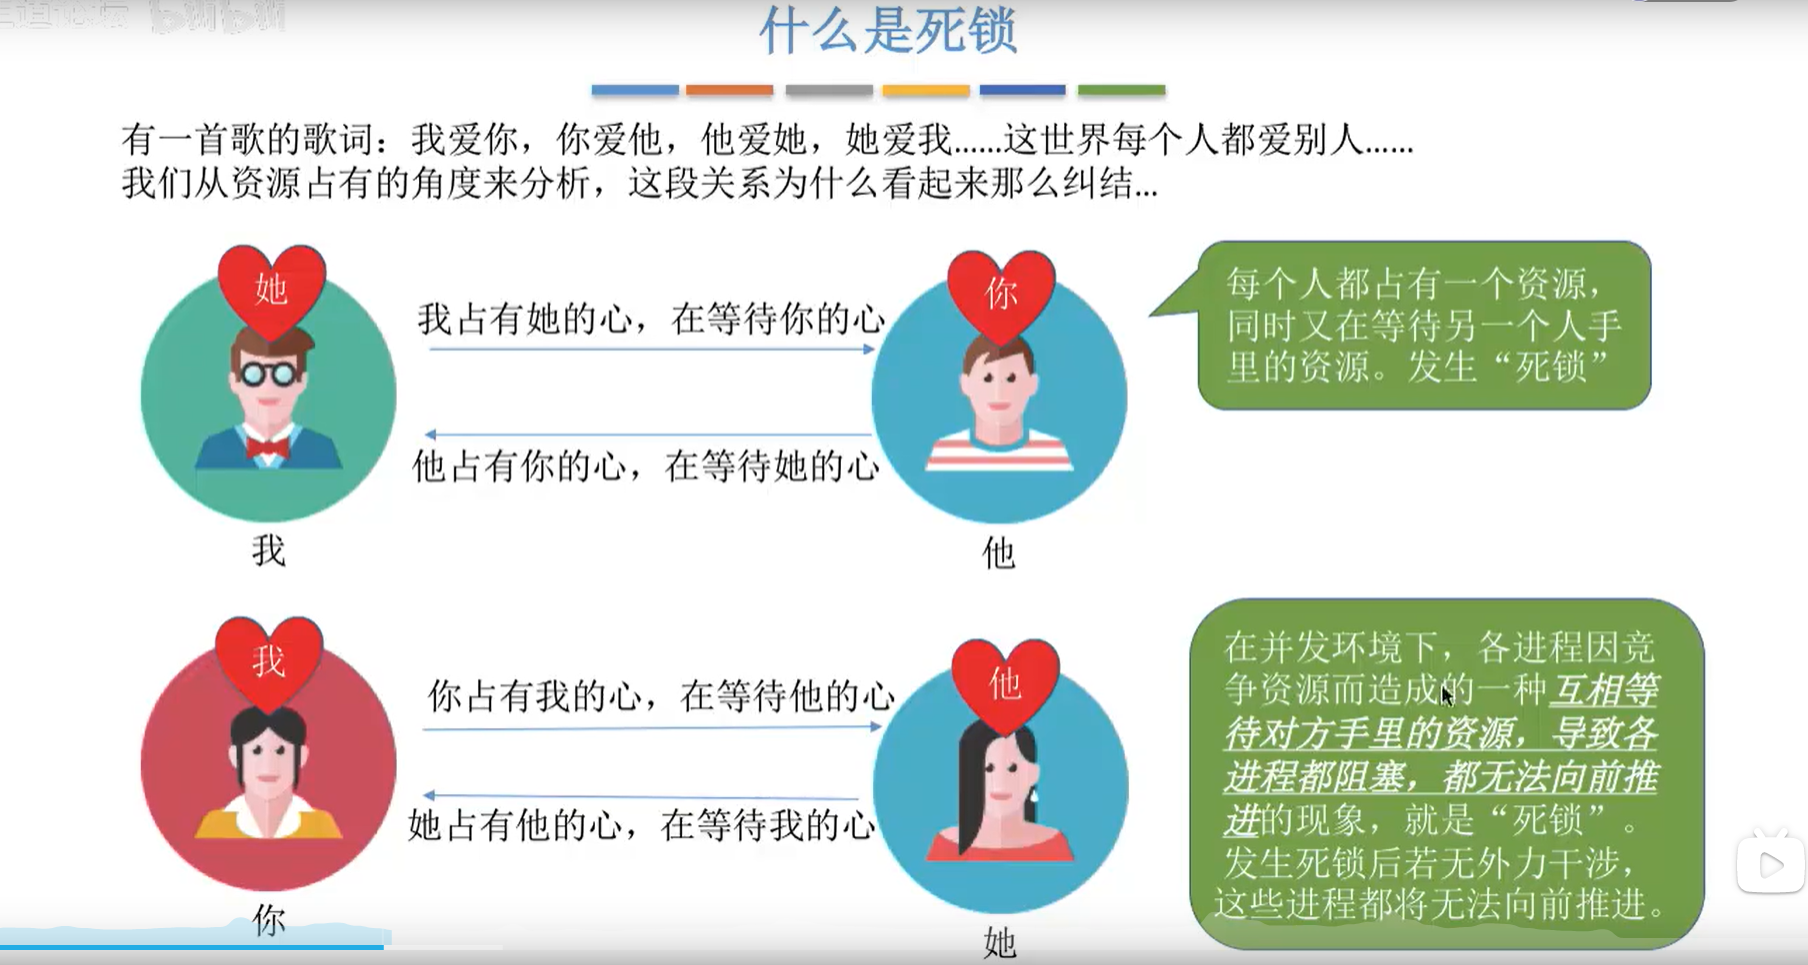 bilibili
什么是死锁
有一首歌的歌词：我爱你，你爱他，他爱她，她爱我……这世界每个人都爱别人……
我们从资源占有的角度来分析，这段关系为什么看起来那么纠结…
她
我占有她的心，在等待你的心
他占有你的心，在等待她的心
我
你
他
每个人都占有一个资源，
同时又在等待另一个人手
里的资源。发生“死锁”
我
你占有我的心，在等待他的心
她占有他的心，在等待我的心
你
他
她
在并发环境下，各进程因竞
争资源而造成的一种互相等
待对方手里的资源，导致各
进程都阻塞，都无法向前推
进的现象，就是“死锁”。
发生死锁后若无外力干涉，
这些进程都将无法向前推进。